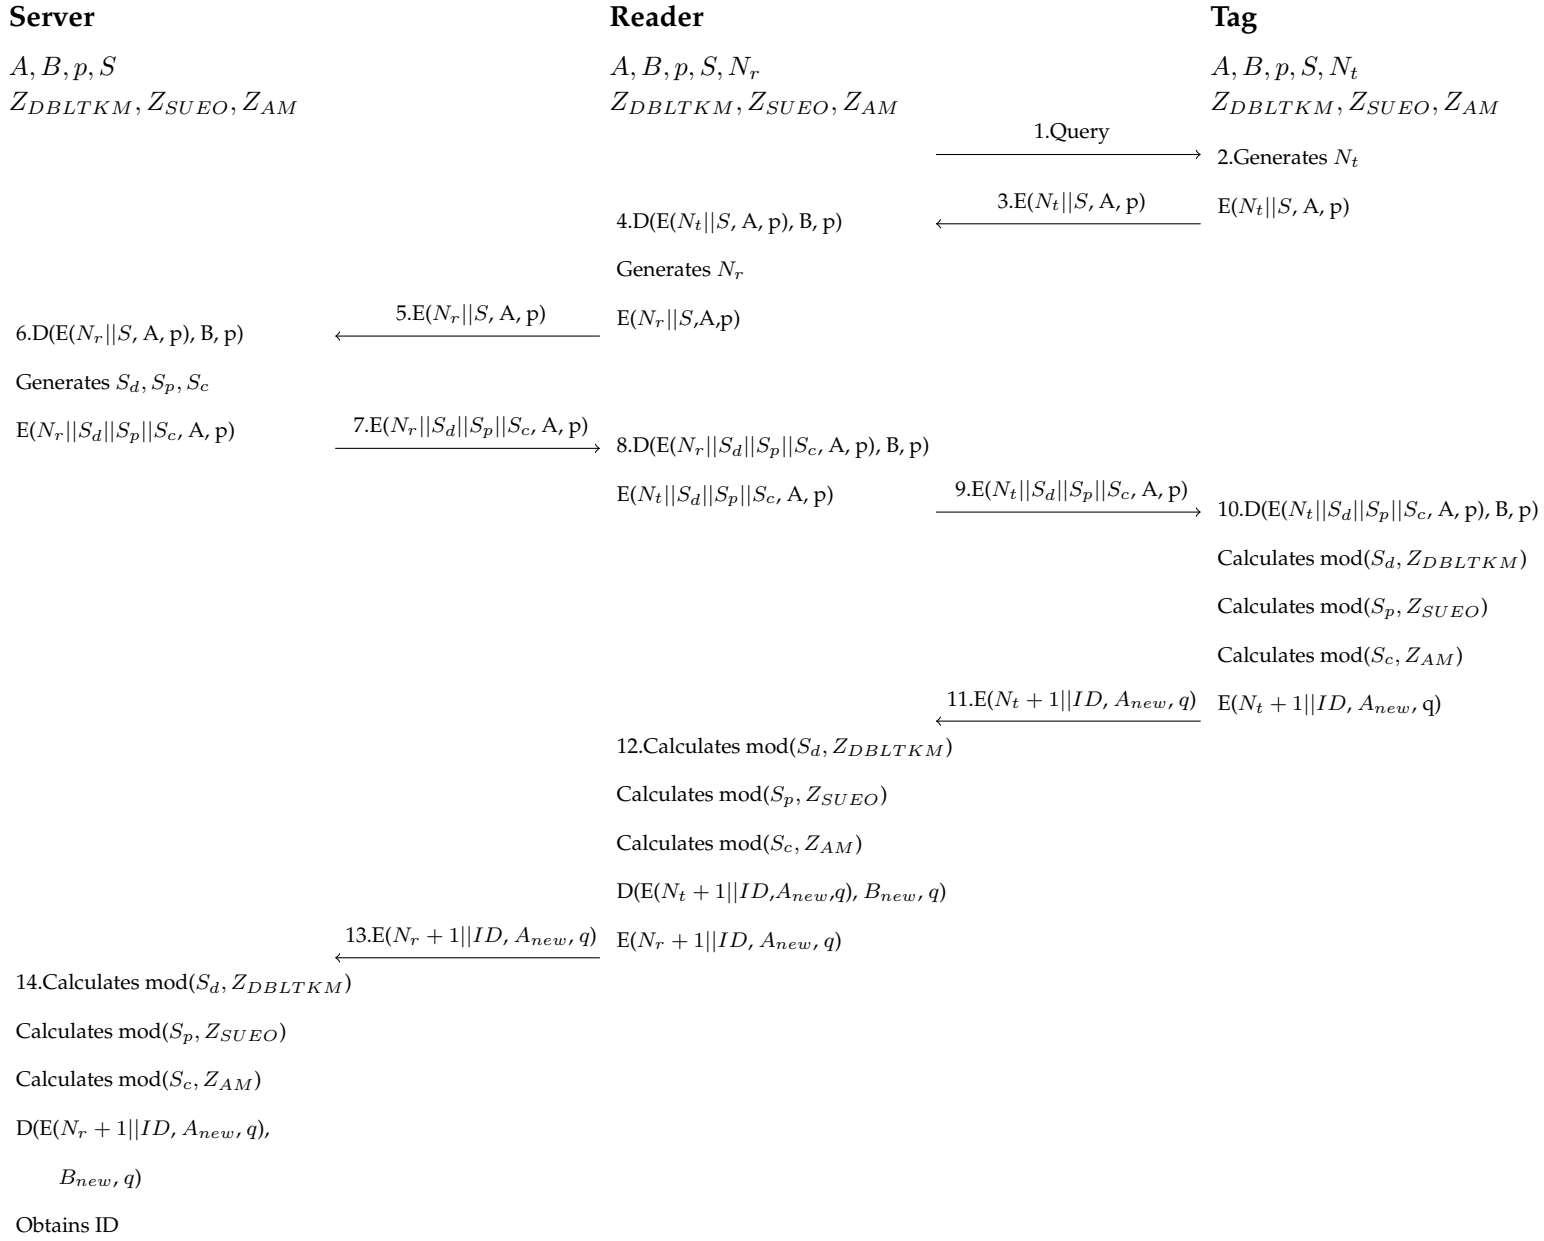 Server Reader Tag
A, B, p, S A, B, p, S, N_r A, B, p, S, N_t
Z_{DBLTKM}, Z_{SUEO}, Z_{AM} Z_{DBLTKM}, Z_{SUEO}, Z_{AM} Z_{DBLTKM}, Z_{SUEO}, Z_{AM}
1.Query
2.Generates N_t
3.E(N_t||S, A, p)
E(N_t||S, A, p)
4.D(E(N_t||S, A, p), B, p)
Generates N_r
5.E(N_r||S, A, p)
E(N_r||S,A,p)
6.D(E(N_r||S, A, p), B, p)
Generates S_d, S_p, S_c
E(N_r||S_d||S_p||S_c, A, p)
7.E(N_r||S_d||S_p||S_c, A, p)
8.D(E(N_r||S_d||S_p||S_c, A, p), B, p)
E(N_t||S_d||S_p||S_c, A, p)
9.E(N_t||S_d||S_p||S_c, A, p)
10.D(E(N_t||S_d||S_p||S_c, A, p), B, p)
Calculates mod(S_d, Z_{DBLTKM})
Calculates mod(S_p, Z_{SUEO})
Calculates mod(S_c, Z_{AM})
11.E(N_t + 1||ID, A_{new}, q)
E(N_t + 1||ID, A_{new}, q)
12.Calculates mod(S_d, Z_{DBLTKM})
Calculates mod(S_p, Z_{SUEO})
Calculates mod(S_c, Z_{AM})
D(E(N_t + 1||ID,A_{new},q), B_{new}, q)
13.E(N_r + 1||ID, A_{new}, q)
E(N_r + 1||ID, A_{new}, q)
14.Calculates mod(S_d, Z_{DBLTKM})
Calculates mod(S_p, Z_{SUEO})
Calculates mod(S_c, Z_{AM})
D(E(N_r + 1||ID, A_{new}, q),
B_{new}, q)
Obtains ID